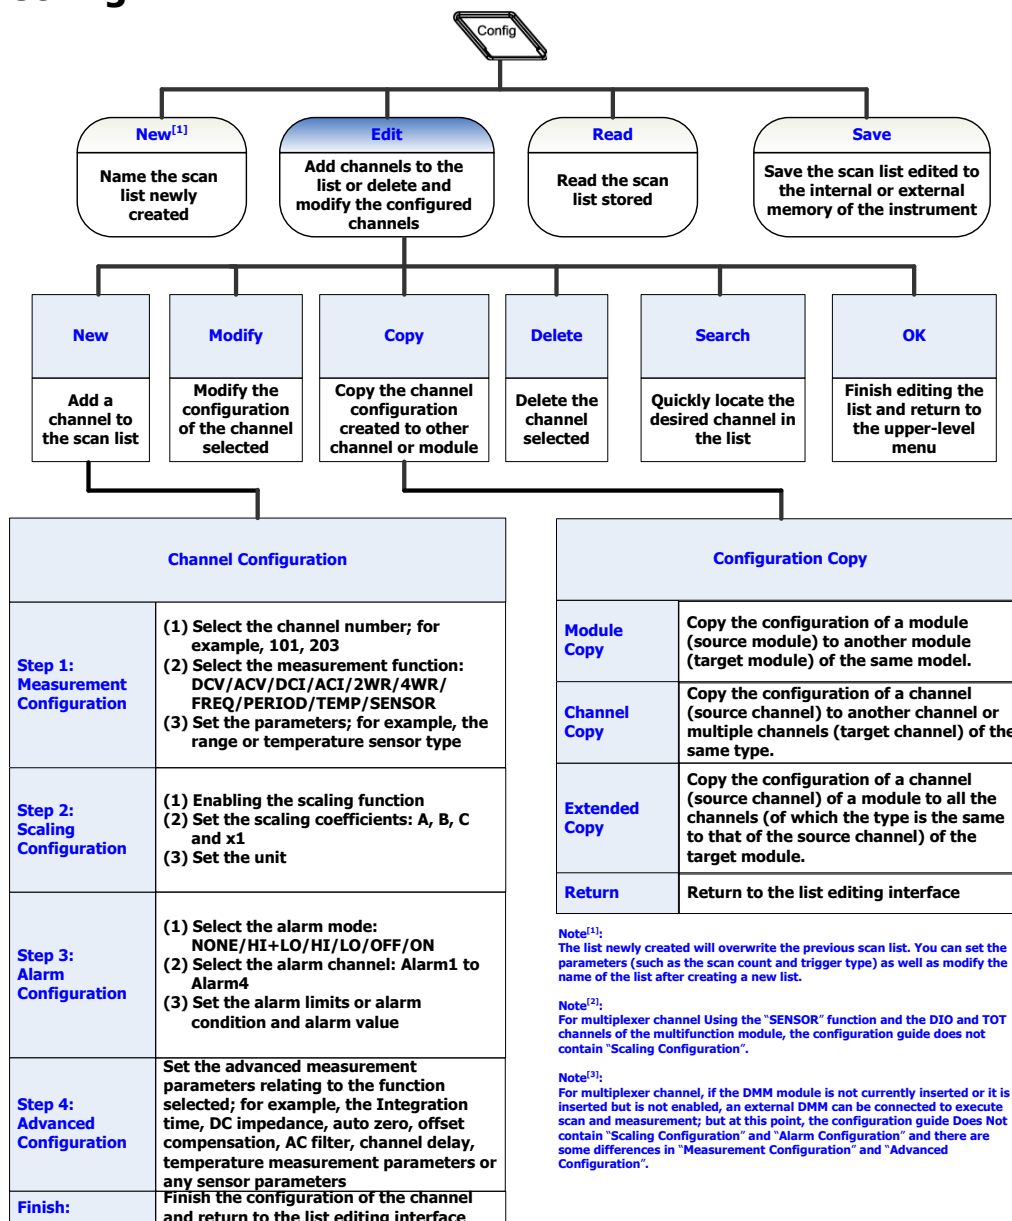 Config
New[1]
Name the scan
list newly
created
Edit
Add channels to the
list or delete and
modify the configured
channels
Read
Read the scan
list stored
Save
Save the scan list edited to
the internal or external
memory of the instrument
New
Add a
channel to
the scan list
Modify
Modify the
configuration
of the channel
selected
Copy
Copy the channel
configuration
created to other
channel or module
Delete
Delete the
channel
selected
Search
Quickly locate the
desired channel in
the list
OK
Finish editing the
list and return to
the upper-level
menu
Channel Configuration
Step 1:
Measurement
Configuration
(1) Select the channel number; for
example, 101, 203
(2) Select the measurement function:
DCV/ACV/DCI/ACI/2WR/4WR/
FREQ/PERIOD/TEMP/SENSOR
(3) Set the parameters; for example, the
range or temperature sensor type
Step 2:
Scaling
Configuration
(1) Enabling the scaling function
(2) Set the scaling coefficients: A, B, C
and x1
(3) Set the unit
Step 3:
Alarm
Configuration
(1) Select the alarm mode:
NONE/HI+LO/HI/LO/OFF/ON
(2) Select the alarm channel: Alarm1 to
Alarm4
(3) Set the alarm limits or alarm
condition and alarm value
Step 4:
Advanced
Configuration
Set the advanced measurement
parameters relating to the function
selected; for example, the Integration
time, DC impedance, auto zero, offset
compensation, AC filter, channel delay,
temperature measurement parameters or
any sensor parameters
Finish:
Finish the configuration of the channel
and return to the list editing interface
Configuration Copy
Module
Copy
Copy the configuration of a module
(source module) to another module
(target module) of the same model.
Channel
Copy
Copy the configuration of a channel
(source channel) to another channel or
multiple channels (target channel) of the
same type.
Extended
Copy
Copy the configuration of a channel
(source channel) of a module to all the
channels (of which the type is the same
to that of the source channel) of the
target module.
Return
Return to the list editing interface
Note[1]:
The list newly created will overwrite the previous scan list. You can set the
parameters (such as the scan count and trigger type) as well as modify the
name of the list after creating a new list.
Note[2]:
For multiplexer channel Using the "SENSOR" function and the DIO and TOT
channels of the multifunction module, the configuration guide does not
contain "Scaling Configuration".
Note[3]:
For multiplexer channel, if the DMM module is not currently inserted or it is
inserted but is not enabled, an external DMM can be connected to execute
scan and measurement; but at this point, the configuration guide Does Not
contain "Scaling Configuration" and "Alarm Configuration" and there are
some differences in "Measurement Configuration" and "Advanced
Configuration".